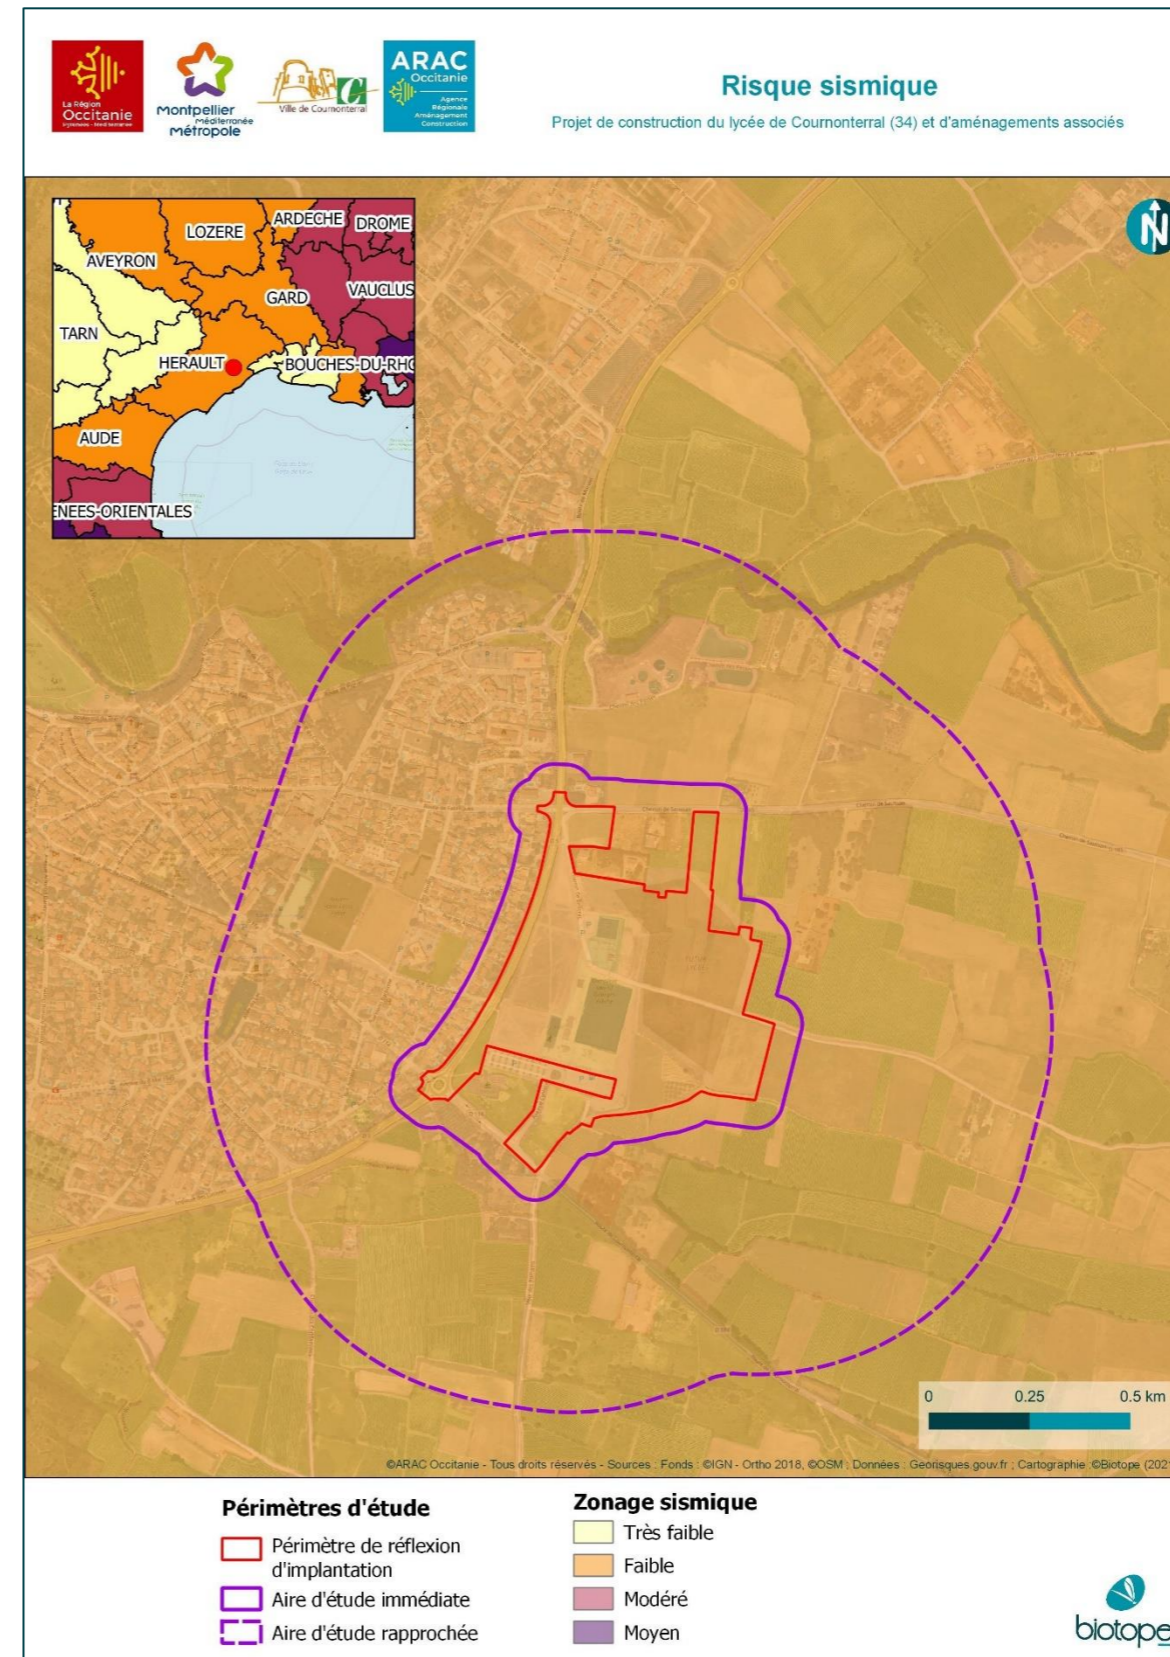 La Région
Occitanie
Pyrénées - Méditerranée
Montpellier
Méditerranée
Métropole
Ville de Cournonterral
ARAC
Occitanie
Agence
Régionale
Aménagement
Construction
Risque sismique
Projet de construction du lycée de Cournonterral (34) et d'aménagements associés
N
ARDECHE
DROME
LOZERE
AVEYRON
GARD
VAUCLUS
TARN
HERAULT
BOUCHES-DU-RHO
AUDE
ENEES-ORIENTALES
0 0.25 0.5 km
©ARAC Occitanie - Tous droits réservés - Sources : Fonds : ©IGN - Ortho 2018, ©OSM ; Données : Georisques.gouv.fr ; Cartographie : ©Biotope (202
Périmètres d'étude
Périmètre de réflexion
d'implantation
Aire d'étude immédiate
Aire d'étude rapprochée
Zonage sismique
Très faible
Faible
Modéré
Moyen
biotope